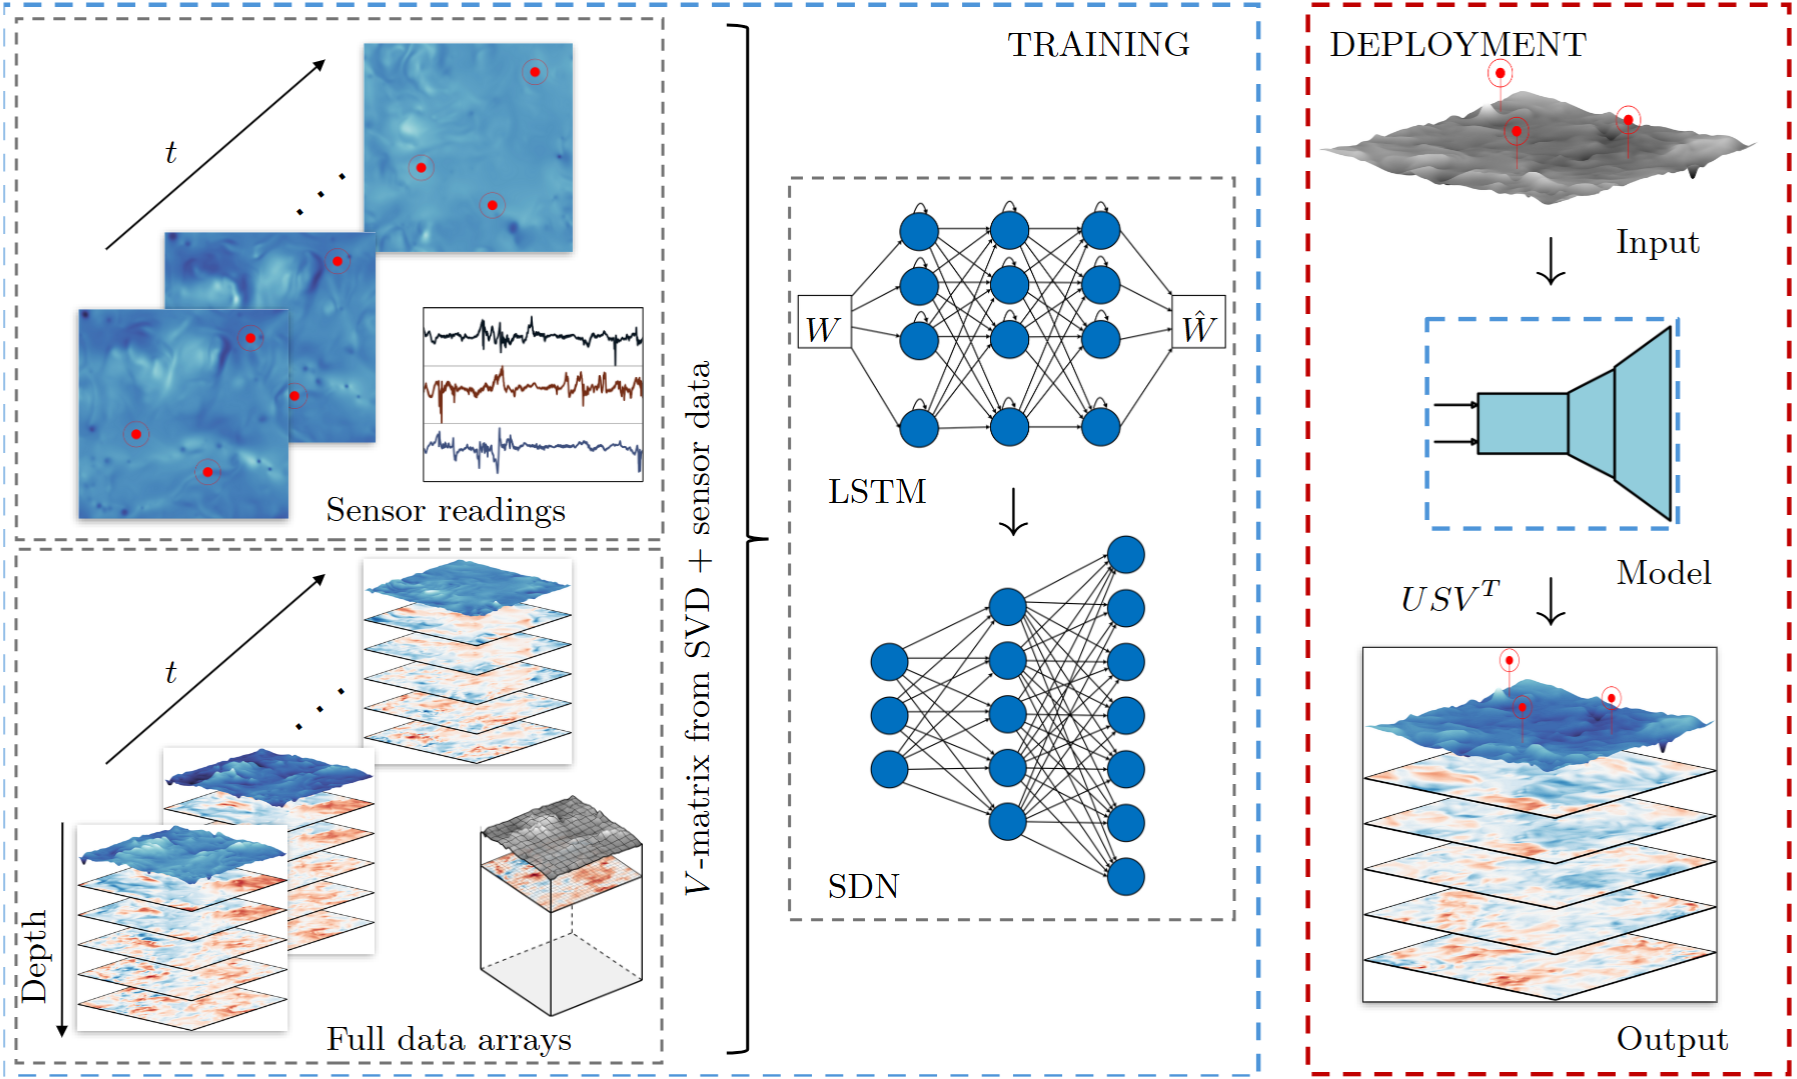 t
Sensor readings
t
Depth
Full data arrays
V-matrix from SVD + sensor data
TRAINING
W
Ŵ
LSTM
SDN
DEPLOYMENT
Input
Model
USV^T
Output